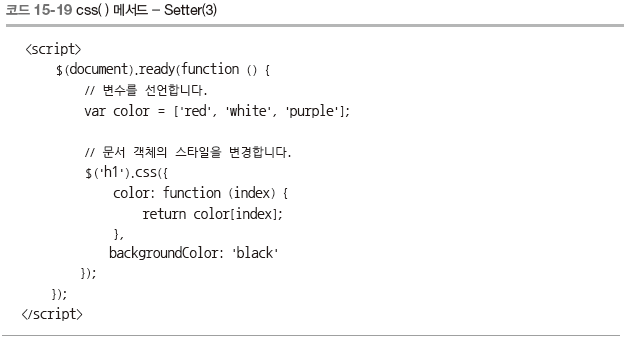 코드 15-19 css( ) 메서드 – Setter(3)
<script>
$(document).ready(function () {
// 변수를 선언합니다.
var color = ['red', 'white', 'purple'];
// 문서 객체의 스타일을 변경합니다.
$('h1').css({
color: function (index) {
return color[index];
},
backgroundColor: 'black'
});
});
</script>